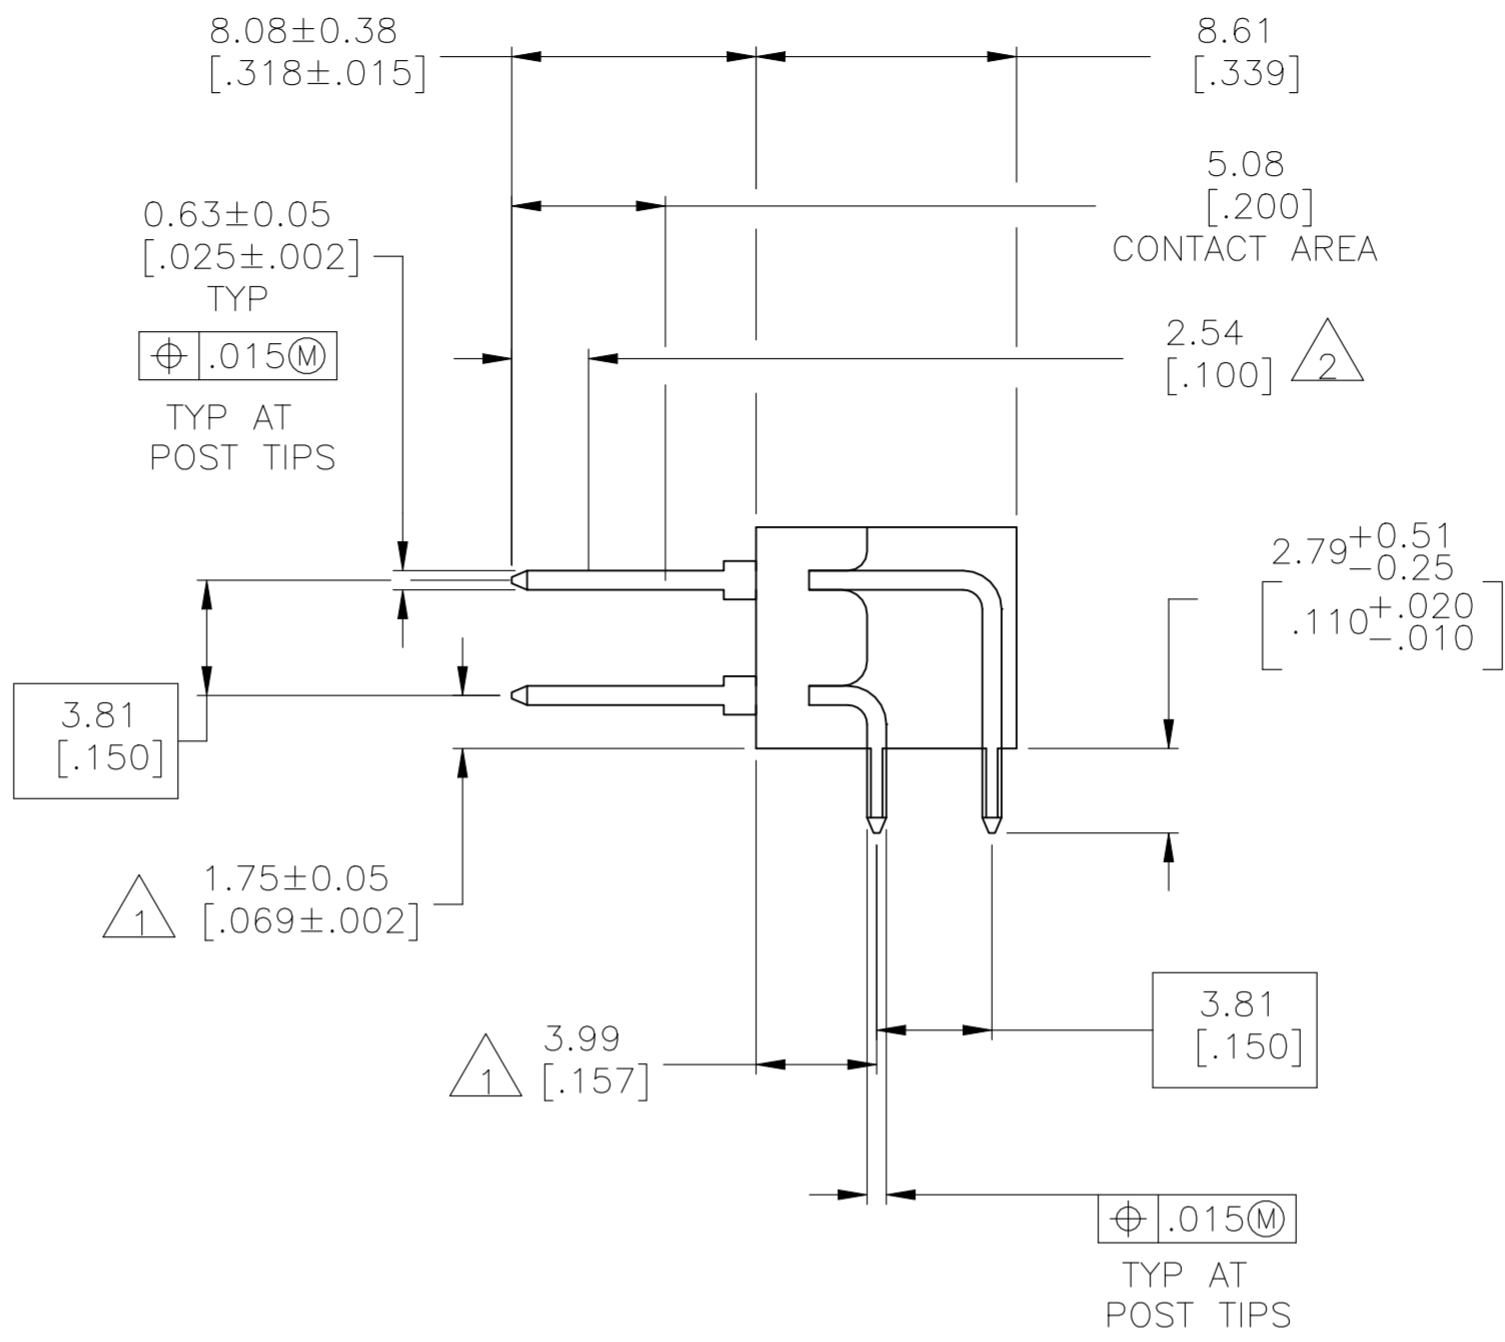 8.08±0.38
[.318±.015]
8.61
[.339]
5.08
[.200]
CONTACT AREA
0.63±0.05
[.025±.002]
TYP
⌖ .015Ⓜ
TYP AT
POST TIPS
2.54
[.100] 2
2.79 +0.51 -0.25
[.110 +.020 -.010]
3.81
[.150]
1 1.75±0.05
[.069±.002]
1 3.99
[.157]
3.81
[.150]
⌖ .015Ⓜ
TYP AT
POST TIPS